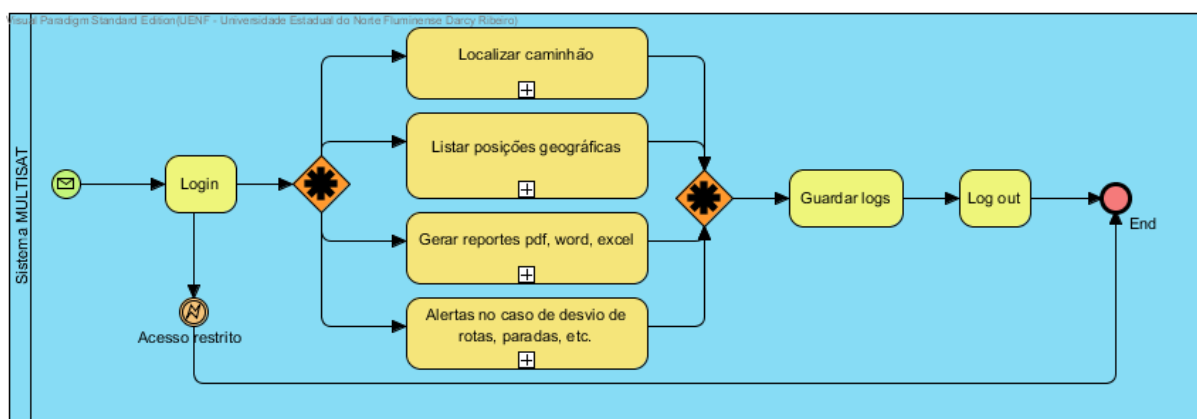 Visual Paradigm Standard Edition(UENF - Universidade Estadual do Norte Fluminense Darcy Ribeiro)
Sistema MULTISAT
Login
Acesso restrito
Localizar caminhão
Listar posições geográficas
Gerar reportes pdf, word, excel
Alertas no caso de desvio de
rotas, paradas, etc.
Guardar logs
Log out
End